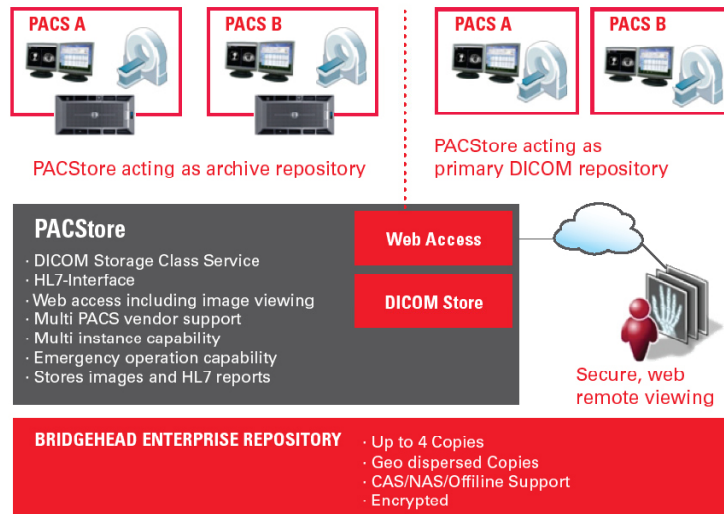 PACS A
PACS B
PACS A
PACS B
PACStore acting as archive repository
PACStore acting as
primary DICOM repository
PACStore
· DICOM Storage Class Service
· HL7-Interface
· Web access including image viewing
· Multi PACS vendor support
· Multi instance capability
· Emergency operation capability
· Stores images and HL7 reports
Web Access
DICOM Store
Secure, web
remote viewing
BRIDGEHEAD ENTERPRISE REPOSITORY
· Up to 4 Copies
· Geo dispersed Copies
· CAS/NAS/Offiline Support
· Encrypted